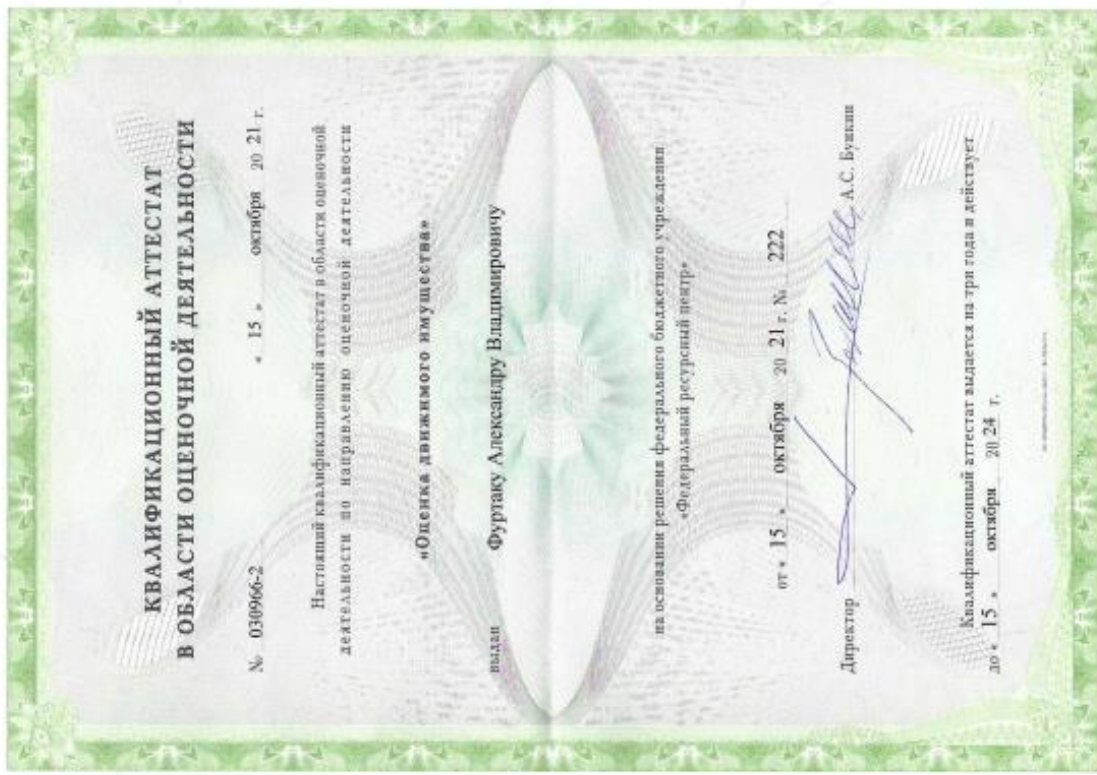 КВАЛИФИКАЦИОННЫЙ АТТЕСТАТ
В ОБЛАСТИ ОЦЕНОЧНОЙ ДЕЯТЕЛЬНОСТИ
№ 030966-2 « 15 » октября 20 21 г.
Настоящий квалификационный аттестат в области оценочной
деятельности по направлению оценочной деятельности
«Оценка движимого имущества»
выдан Фуртаку Александру Владимировичу
на основании решения федерального бюджетного учреждения
«Федеральный ресурсный центр»
от « 15 » октября 20 21 г. № 222
Директор А.С. Бункин
Квалификационный аттестат выдается на три года и действует
до « 15 » октября 20 24 г.